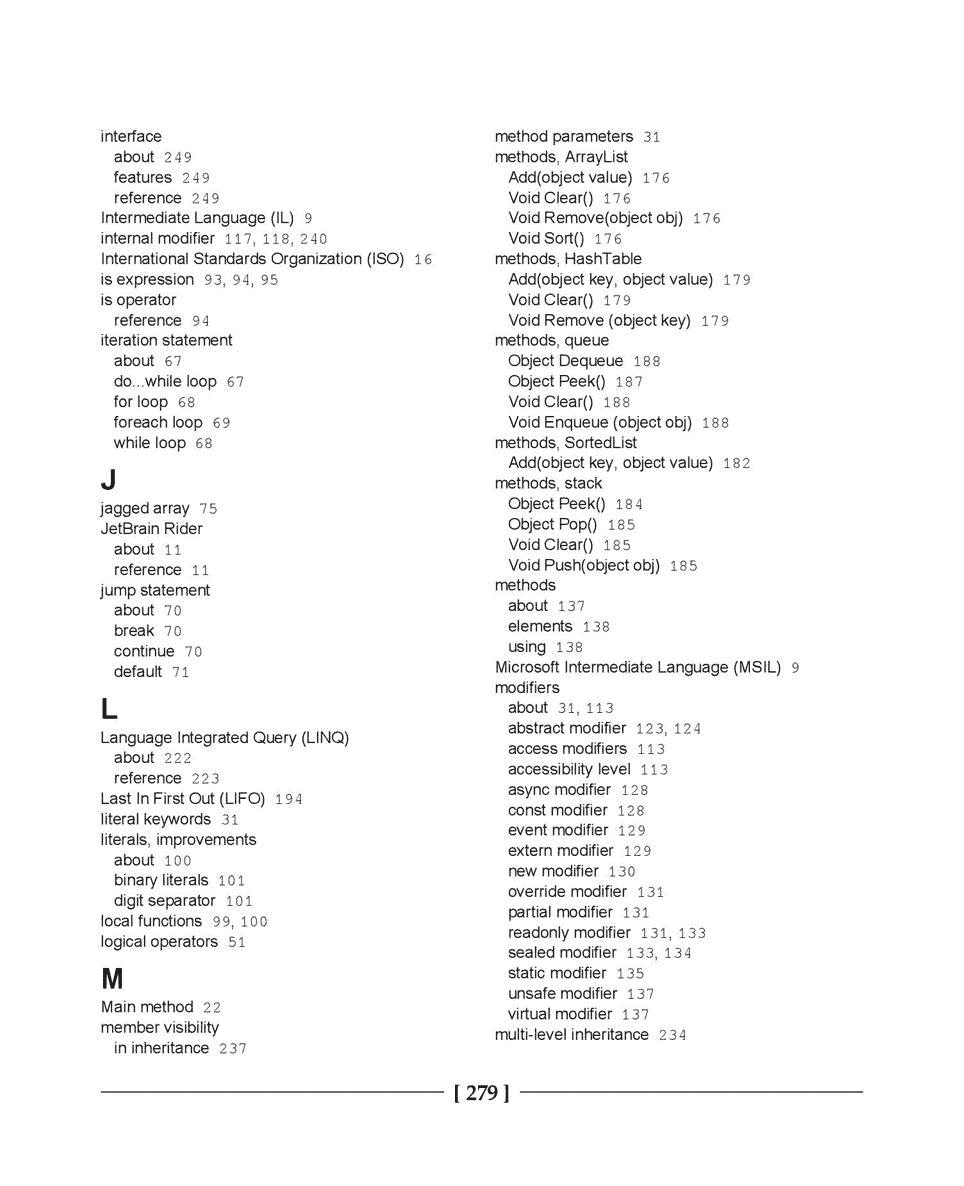 interface
about 249
features 249
reference 249
Intermediate Language (IL) 9
internal modifier 117, 118, 240
International Standards Organization (ISO) 16
is expression 93, 94, 95
is operator
reference 94
iteration statement
about 67
do...while loop 67
for loop 68
foreach loop 69
while loop 68
J
jagged array 75
JetBrain Rider
about 11
reference 11
jump statement
about 70
break 70
continue 70
default 71
L
Language Integrated Query (LINQ)
about 222
reference 223
Last In First Out (LIFO) 194
literal keywords 31
literals, improvements
about 100
binary literals 101
digit separator 101
local functions 99, 100
logical operators 51
M
Main method 22
member visibility
in inheritance 237
method parameters 31
methods, ArrayList
Add(object value) 176
Void Clear() 176
Void Remove(object obj) 176
Void Sort() 176
methods, HashTable
Add(object key, object value) 179
Void Clear() 179
Void Remove (object key) 179
methods, queue
Object Dequeue 188
Object Peek() 187
Void Clear() 188
Void Enqueue (object obj) 188
methods, SortedList
Add(object key, object value) 182
methods, stack
Object Peek() 184
Object Pop() 185
Void Clear() 185
Void Push(object obj) 185
methods
about 137
elements 138
using 138
Microsoft Intermediate Language (MSIL) 9
modifiers
about 31, 113
abstract modifier 123, 124
access modifiers 113
accessibility level 113
async modifier 128
const modifier 128
event modifier 129
extern modifier 129
new modifier 130
override modifier 131
partial modifier 131
readonly modifier 131, 133
sealed modifier 133, 134
static modifier 135
unsafe modifier 137
virtual modifier 137
multi-level inheritance 234
[ 279 ]